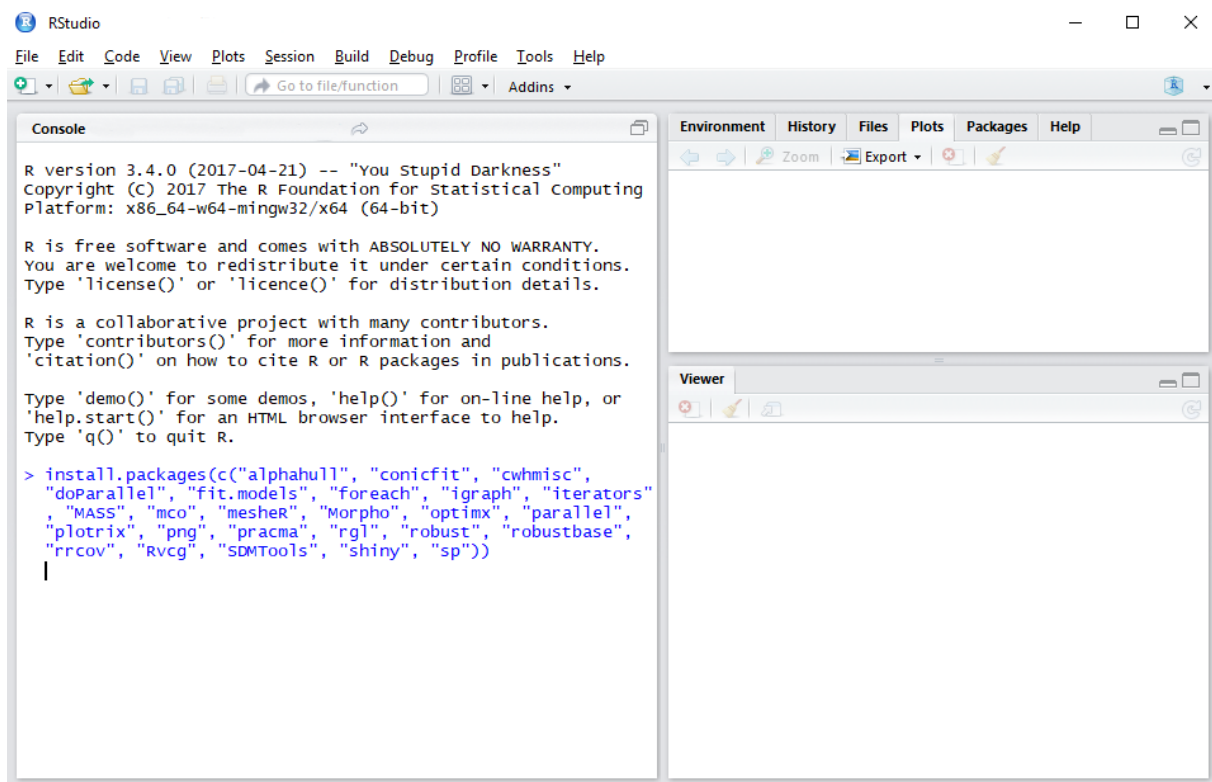 RStudio
File Edit Code View Plots Session Build Debug Profile Tools Help
Go to file/function Addins
Console
R version 3.4.0 (2017-04-21) -- "You Stupid Darkness"
Copyright (C) 2017 The R Foundation for Statistical Computing
Platform: x86_64-w64-mingw32/x64 (64-bit)
R is free software and comes with ABSOLUTELY NO WARRANTY.
You are welcome to redistribute it under certain conditions.
Type 'license()' or 'licence()' for distribution details.
R is a collaborative project with many contributors.
Type 'contributors()' for more information and
'citation()' on how to cite R or R packages in publications.
Type 'demo()' for some demos, 'help()' for on-line help, or
'help.start()' for an HTML browser interface to help.
Type 'q()' to quit R.
> install.packages(c("alphahull", "conicfit", "cwhmisc",
"doParallel", "fit.models", "foreach", "igraph", "iterators"
, "MASS", "mco", "mesheR", "Morpho", "optimx", "parallel",
"plotrix", "png", "pracma", "rgl", "robust", "robustbase",
"rrcov", "Rvcg", "SDMTools", "shiny", "sp"))
Environment History Files Plots Packages Help
Zoom Export
Viewer